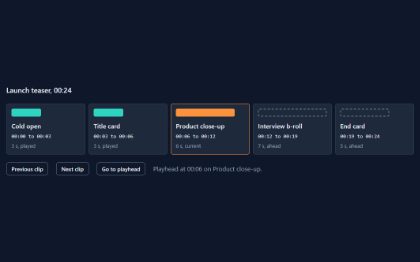 Launch teaser, 00:24
Cold open
00:00 to 00:03
3 s, played
Title card
00:03 to 00:06
3 s, played
Product close-up
00:06 to 00:12
6 s, current
Interview b-roll
00:12 to 00:19
7 s, ahead
End card
00:19 to 00:24
5 s, ahead
Previous clip
Next clip
Go to playhead
Playhead at 00:06 on Product close-up.